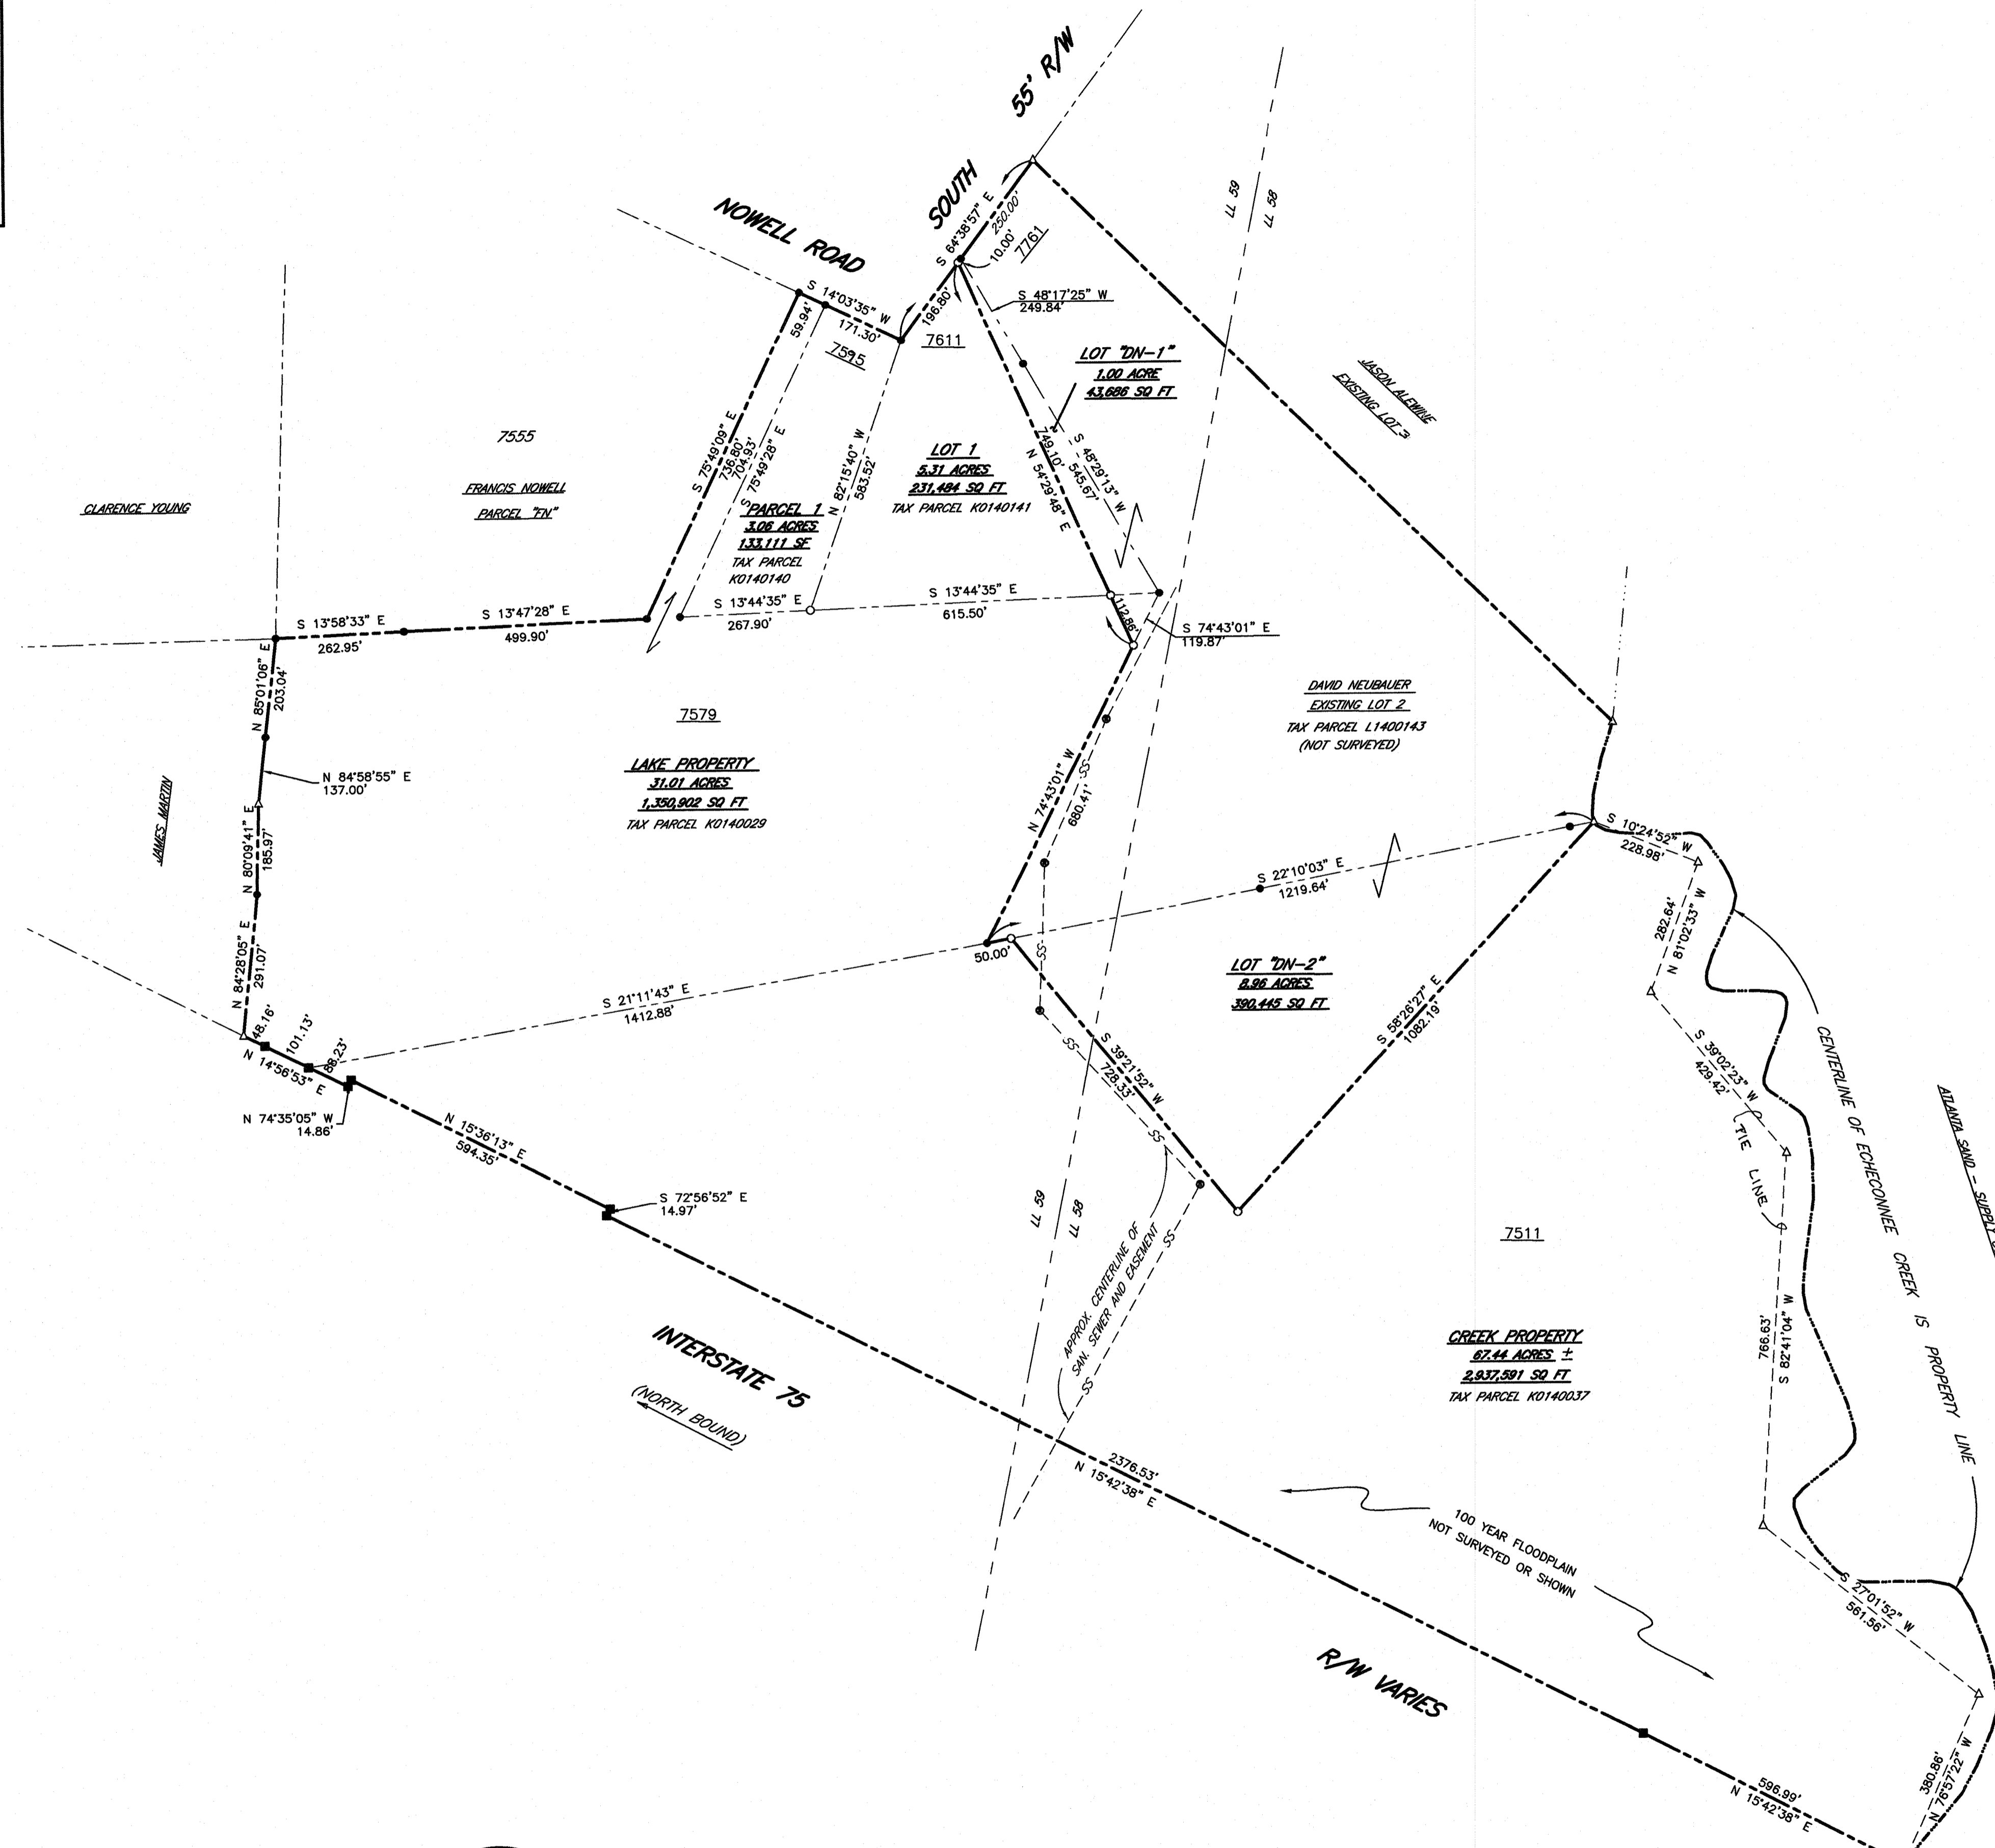 55' R/W
SOUTH
NOWELL ROAD
LL 59
LL 58
S 64°38'57" E
250.00'
10.00'
7761
S 14°03'35" W
59.94'
171.30'
7595
196.80'
7611
S 48°17'25" W
249.84'
LOT "DN-1"
1.00 ACRE
43,686 SQ FT
JASON ALEWINE
EXISTING LOT 3
7555
FRANCIS NOWELL
PARCEL "FN"
CLARENCE YOUNG
S 75°49'09" E
736.80'
704.93'
S 75°49'28" E
N 82°15'40" W
583.52'
LOT 1
5.31 ACRES
231,484 SQ FT
TAX PARCEL K0140141
749.10'
N 54°29'48" E
S 48°29'13" W
545.67'
PARCEL 1
3.06 ACRES
133,111 SF
TAX PARCEL
K0140140
S 13°44'35" E
267.90'
S 13°44'35" E
615.50'
112.86'
S 74°43'01" E
119.87'
S 13°58'33" E
262.95'
S 13°47'28" E
499.90'
N 85°01'06" E
203.04'
N 84°58'55" E
137.00'
JAMES MARTIN
N 80°09'41" E
185.97'
N 84°28'05" E
291.07'
7579
LAKE PROPERTY
31.01 ACRES
1,350,902 SQ FT
TAX PARCEL K0140029
DAVID NEUBAUER
EXISTING LOT 2
TAX PARCEL L1400143
(NOT SURVEYED)
N 74°43'01" W
680.41'
SS
SS
S 22°10'03" E
1219.64'
50.00'
S 10°24'52" W
228.98'
282.64'
N 81°02'33" W
LOT "DN-2"
8.96 ACRES
390,445 SQ FT
S 21°11'43" E
1412.88'
48.16'
101.13'
88.23'
N 14°56'53" E
N 74°35'05" W
14.86'
N 15°36'13" E
594.35'
S 72°56'52" E
14.97'
S 39°21'52" W
728.33'
SS
SS
S 58°26'27" E
1082.19'
S 39°02'23" W
429.42'
TIE LINE
CENTERLINE OF ECHECONNEE CREEK IS PROPERTY LINE
ATLANTA SAND - SUPPLY
7511
766.63'
S 82°41'04" W
LL 59
LL 58
APPROX. CENTERLINE OF
SAN. SEWER AND EASEMENT
SS
SS
CREEK PROPERTY
67.44 ACRES ±
2,937,591 SQ FT
TAX PARCEL K0140037
INTERSTATE 75
(NORTH BOUND)
2376.53'
N 15°42'38" E
100 YEAR FLOODPLAIN
NOT SURVEYED OR SHOWN
S 27°01'52" W
561.56'
R/W VARIES
596.99'
N 15°42'38" E
380.86'
N 76°57'22" W